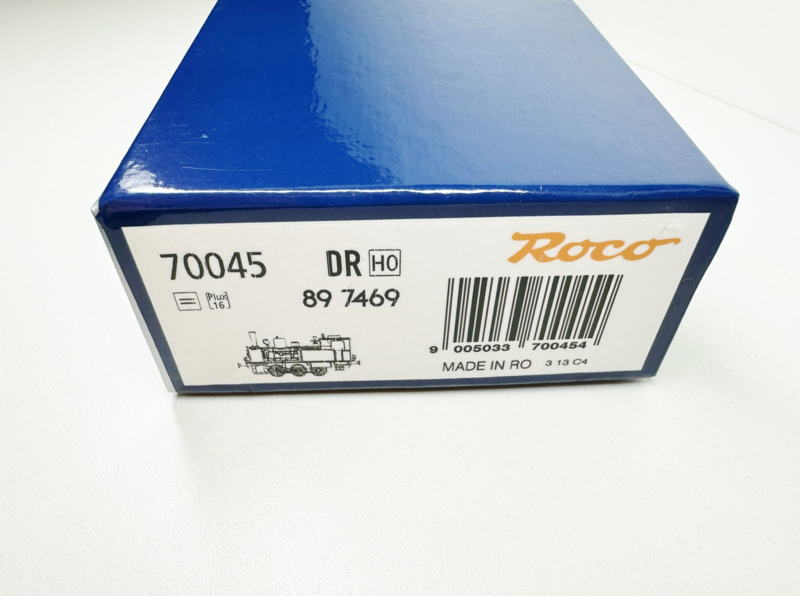 70045 DR H0 Roco
Plux
16
89 7469
9 005033 700454
MADE IN RO 3 13 C4